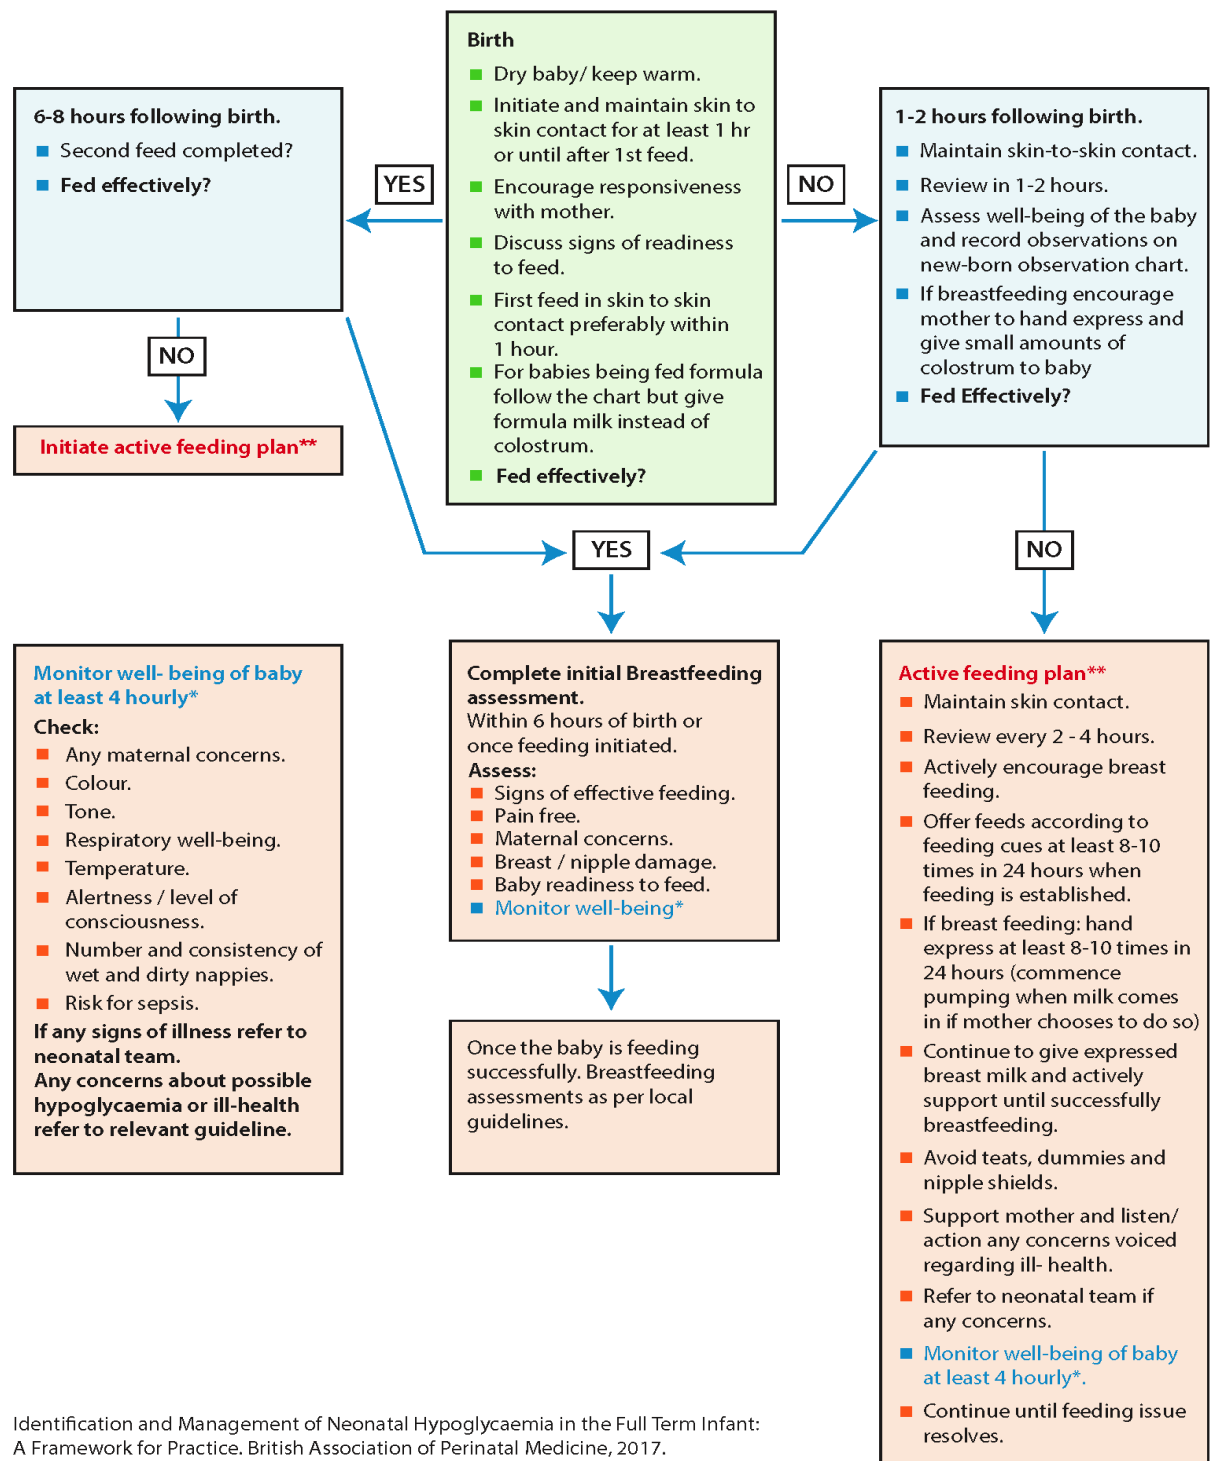 Birth
Dry baby/ keep warm.
Initiate and maintain skin to
skin contact for at least 1 hr
or until after 1st feed.
Encourage responsiveness
with mother.
Discuss signs of readiness
to feed.
First feed in skin to skin
contact preferably within
1 hour.
For babies being fed formula
follow the chart but give
formula milk instead of
colostrum.
Fed effectively?
YES
NO
6-8 hours following birth.
Second feed completed?
Fed effectively?
NO
Initiate active feeding plan**
1-2 hours following birth.
Maintain skin-to-skin contact.
Review in 1-2 hours.
Assess well-being of the baby
and record observations on
new-born observation chart.
If breastfeeding encourage
mother to hand express and
give small amounts of
colostrum to baby
Fed Effectively?
YES
NO
Monitor well- being of baby
at least 4 hourly*
Check:
Any maternal concerns.
Colour.
Tone.
Respiratory well-being.
Temperature.
Alertness / level of
consciousness.
Number and consistency of
wet and dirty nappies.
Risk for sepsis.
If any signs of illness refer to
neonatal team.
Any concerns about possible
hypoglycaemia or ill-health
refer to relevant guideline.
Complete initial Breastfeeding
assessment.
Within 6 hours of birth or
once feeding initiated.
Assess:
Signs of effective feeding.
Pain free.
Maternal concerns.
Breast / nipple damage.
Baby readiness to feed.
Monitor well-being*
Once the baby is feeding
successfully. Breastfeeding
assessments as per local
guidelines.
Active feeding plan**
Maintain skin contact.
Review every 2 - 4 hours.
Actively encourage breast
feeding.
Offer feeds according to
feeding cues at least 8-10
times in 24 hours when
feeding is established.
If breast feeding: hand
express at least 8-10 times in
24 hours (commence
pumping when milk comes
in if mother chooses to do so)
Continue to give expressed
breast milk and actively
support until successfully
breastfeeding.
Avoid teats, dummies and
nipple shields.
Support mother and listen/
action any concerns voiced
regarding ill- health.
Refer to neonatal team if
any concerns.
Monitor well-being of baby
at least 4 hourly*.
Continue until feeding issue
resolves.
Identification and Management of Neonatal Hypoglycaemia in the Full Term Infant:
A Framework for Practice. British Association of Perinatal Medicine, 2017.